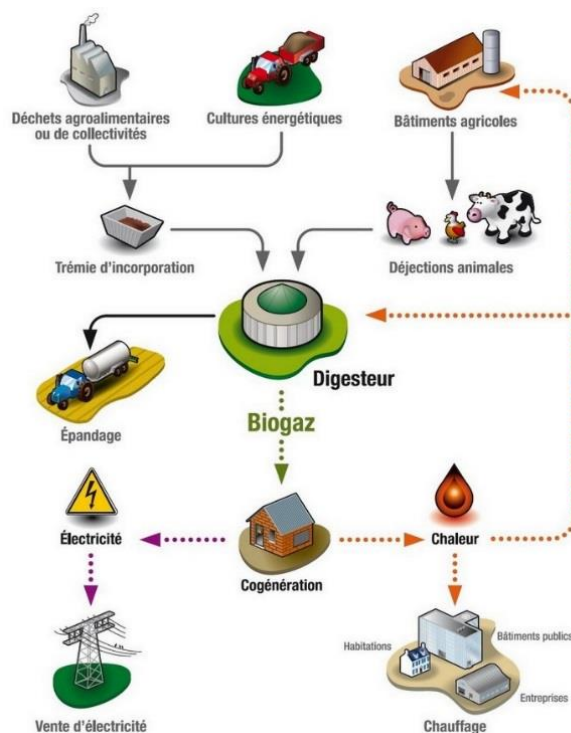 Déchets agroalimentaires
ou de collectivités
Cultures énergétiques
Bâtiments agricoles
Trémie d'incorporation
Déjections animales
Digesteur
Épandage
Biogaz
Électricité
Cogénération
Chaleur
Habitations
Bâtiments publics
Entreprises
Vente d'électricité
Chauffage